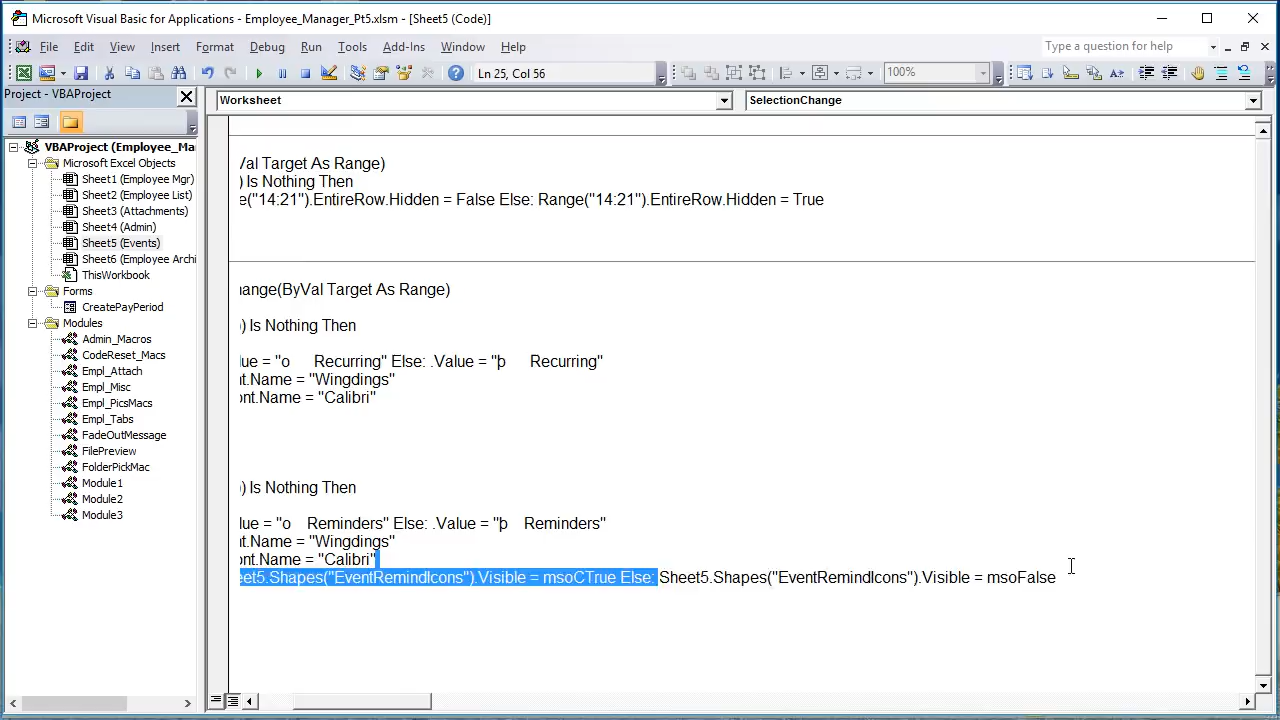 Microsoft Visual Basic for Applications - Employee_Manager_Pt5.xlsm - [Sheet5 (Code)]
File Edit View Insert Format Debug Run Tools Add-Ins Window Help Type a question for help
Ln 25, Col 56 100%
Project - VBAProject
Worksheet SelectionChange
VBAProject (Employee_Ma
Microsoft Excel Objects
Sheet1 (Employee Mgr)
Sheet2 (Employee List)
Sheet3 (Attachments)
Sheet4 (Admin)
Sheet5 (Events)
Sheet6 (Employee Archi
ThisWorkbook
Forms
CreatePayPeriod
Modules
Admin_Macros
CodeReset_Macs
Empl_Attach
Empl_Misc
Empl_PicsMacs
Empl_Tabs
FadeOutMessage
FilePreview
FolderPickMac
Module1
Module2
Module3
/al Target As Range)
) Is Nothing Then
e("14:21").EntireRow.Hidden = False Else: Range("14:21").EntireRow.Hidden = True
ange(ByVal Target As Range)
) Is Nothing Then
lue = "o Recurring" Else: .Value = "þ Recurring"
t.Name = "Wingdings"
ont.Name = "Calibri"
) Is Nothing Then
lue = "o Reminders" Else: .Value = "þ Reminders"
t.Name = "Wingdings"
ont.Name = "Calibri"
eet5.Shapes("EventRemindIcons").Visible = msoCTrue Else: Sheet5.Shapes("EventRemindIcons").Visible = msoFalse